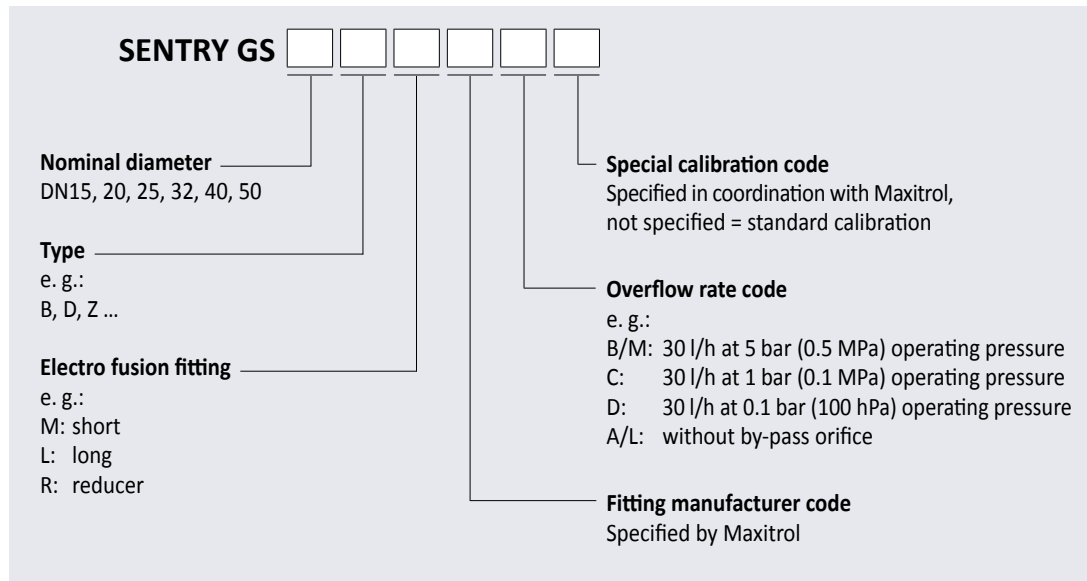 SENTRY GS
Nominal diameter
DN15, 20, 25, 32, 40, 50
Type
e. g.:
B, D, Z ...
Electro fusion fitting
e. g.:
M: short
L: long
R: reducer
Special calibration code
Specified in coordination with Maxitrol,
not specified = standard calibration
Overflow rate code
e. g.:
B/M: 30 l/h at 5 bar (0.5 MPa) operating pressure
C: 30 l/h at 1 bar (0.1 MPa) operating pressure
D: 30 l/h at 0.1 bar (100 hPa) operating pressure
A/L: without by-pass orifice
Fitting manufacturer code
Specified by Maxitrol